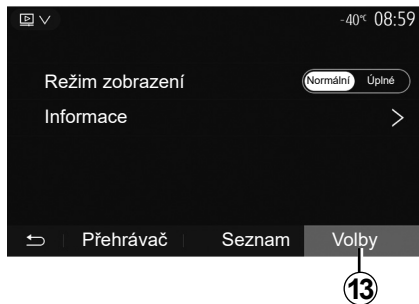 -40°C 08:59
Režim zobrazení Normální Úplné
Informace
Přehrávač Seznam Volby
13